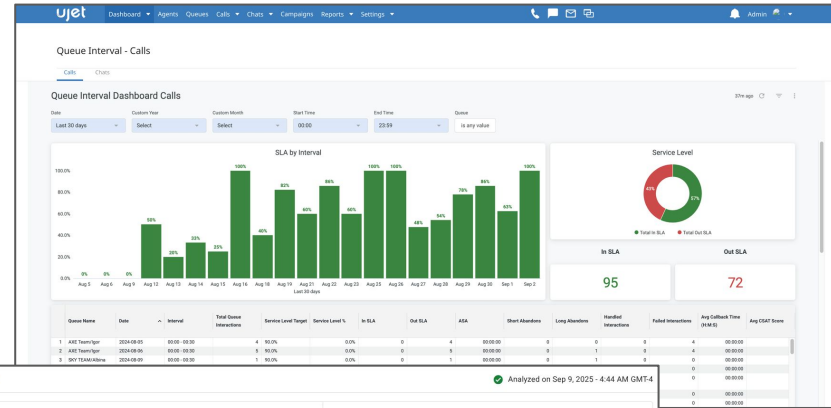 ujet Dashboard Agents Queues Calls Chats Campaigns Reports Settings Admin
Queue Interval - Calls
Calls Chats
Queue Interval Dashboard Calls
37m ago
Date Custom Year Custom Month Start Time End Time Queue
Last 30 days Select Select 00:00 23:59 is any value
SLA by Interval
100.0%
80.0%
60.0%
40.0%
20.0%
0.0%
0% 0% 0% 50% 20% 33% 25% 100% 40% 82% 60% 86% 60% 100% 100% 48% 54% 78% 86% 63% 100%
Aug 5 Aug 6 Aug 9 Aug 12 Aug 13 Aug 14 Aug 15 Aug 16 Aug 18 Aug 19 Aug 21 Aug 22 Aug 23 Aug 25 Aug 26 Aug 27 Aug 28 Aug 29 Aug 30 Sep 1 Sep 2
Last 30 days
Service Level
43%
57%
Total In SLA Total Out SLA
In SLA Out SLA
95 72
Queue Name Date Interval Total Queue Interactions Service Level Target Service Level % In SLA Out SLA ASA Short Abandons Long Abandons Handled Interactions Failed Interactions Avg Callback Time (H:M:S) Avg CSAT Score
1 AXE Team/Igor 2024-08-05 00:00 - 00:30 4 90.0% 0.0% 0 4 00:00:00 0 0 0 4 00:00:00
2 AXE Team/Igor 2024-08-06 00:00 - 00:30 5 90.0% 0.0% 0 5 00:00:00 0 1 0 4 00:00:00
3 SKY TEAM/Albina 2024-08-09 00:00 - 00:30 1 90.0% 0.0% 0 1 00:00:00 0 1 0 0 00:00:00
0 00:00:00
0 00:00:00
Analyzed on Sep 9, 2025 - 4:44 AM GMT-4
0 00:00:00
0 00:00:00